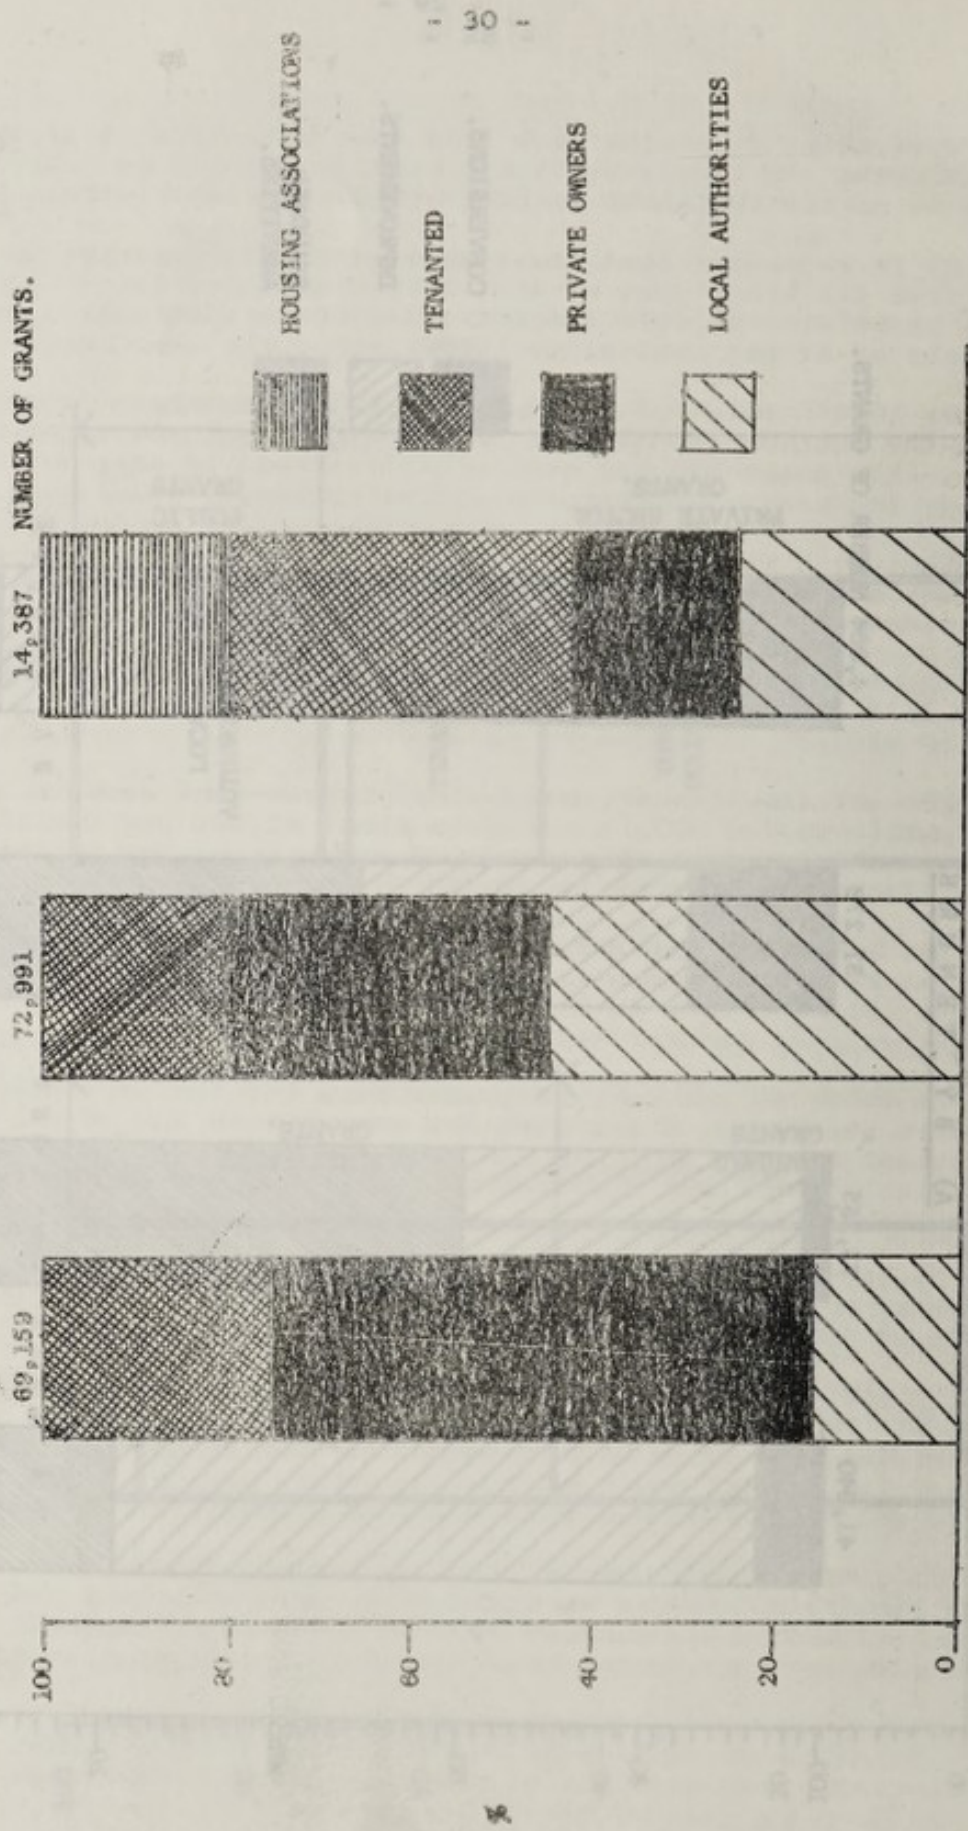 : 30 :
14,387 NUMBER OF GRANTS.
72,991
69,159
HOUSING ASSOCIATIONS
TENANTED
PRIVATE OWNERS
LOCAL AUTHORITIES
100
80
60
40
20
0
%